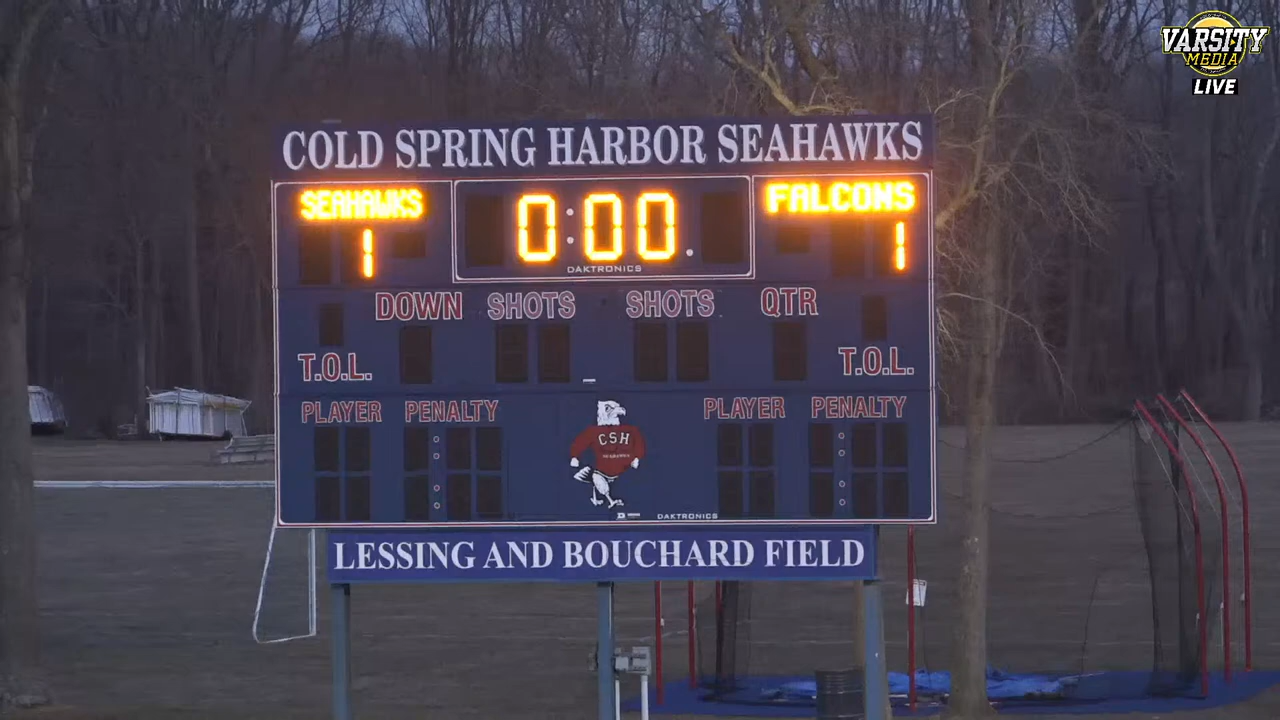 VARSITY
MEDIA
LIVE
COLD SPRING HARBOR SEAHAWKS
SEAHAWKS 0:00 FALCONS
1 1
DAKTRONICS
DOWN SHOTS SHOTS QTR
T.O.L. T.O.L.
PLAYER PENALTY PLAYER PENALTY
CSH
SEAHAWKS
DAKTRONICS
LESSING AND BOUCHARD FIELD